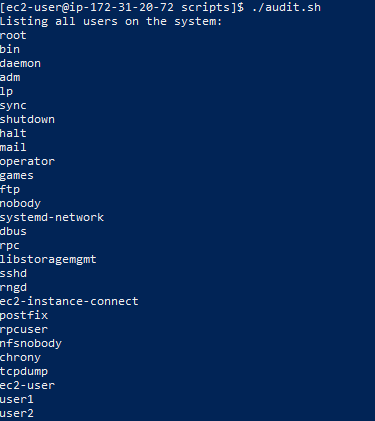 [ec2-user@ip-172-31-20-72 scripts]$ ./audit.sh
Listing all users on the system:
root
bin
daemon
adm
lp
sync
shutdown
halt
mail
operator
games
ftp
nobody
systemd-network
dbus
rpc
libstoragemgmt
sshd
rngd
ec2-instance-connect
postfix
rpcuser
nfsnobody
chrony
tcpdump
ec2-user
user1
user2